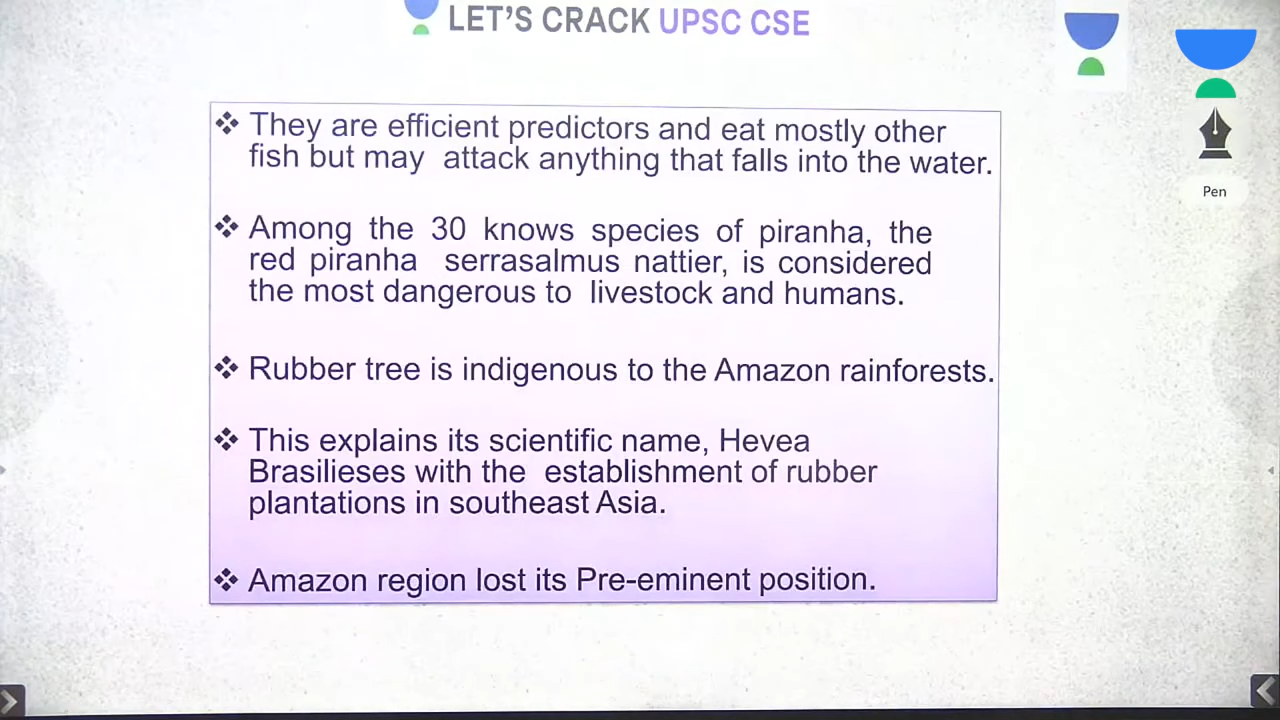 LET'S CRACK UPSC CSE
❖ They are efficient predictors and eat mostly other
fish but may attack anything that falls into the water.
❖ Among the 30 knows species of piranha, the
red piranha serrasalmus nattier, is considered
the most dangerous to livestock and humans.
❖ Rubber tree is indigenous to the Amazon rainforests.
❖ This explains its scientific name, Hevea
Brasilieses with the establishment of rubber
plantations in southeast Asia.
❖ Amazon region lost its Pre-eminent position.
Pen